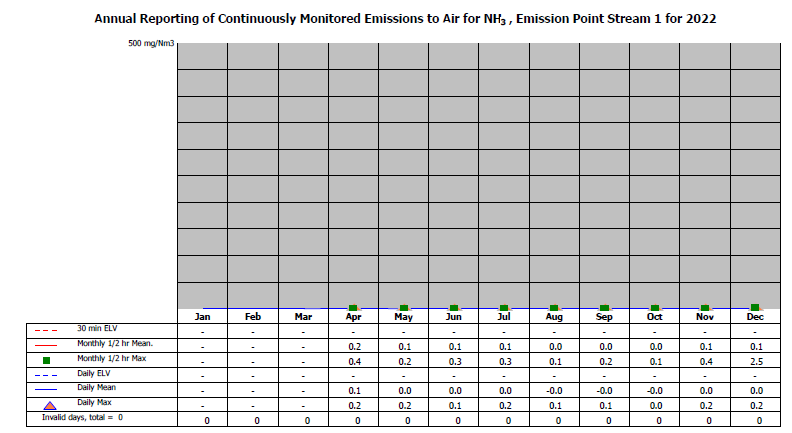 Annual Reporting of Continuously Monitored Emissions to Air for NH3 , Emission Point Stream 1 for 2022
500 mg/Nm3
Jan Feb Mar Apr May Jun Jul Aug Sep Oct Nov Dec
30 min ELV - - - - - - - - - - - -
Monthly 1/2 hr Mean. - - - 0.2 0.1 0.1 0.1 0.0 0.0 0.0 0.1 0.1
Monthly 1/2 hr Max - - - 0.4 0.2 0.3 0.3 0.1 0.2 0.1 0.4 2.5
Daily ELV - - - - - - - - - - - -
Daily Mean - - - 0.1 0.0 0.0 0.0 -0.0 -0.0 -0.0 0.0 0.0
Daily Max - - - 0.2 0.2 0.1 0.2 0.1 0.1 0.0 0.2 0.2
Invalid days, total = 0 0 0 0 0 0 0 0 0 0 0 0 0